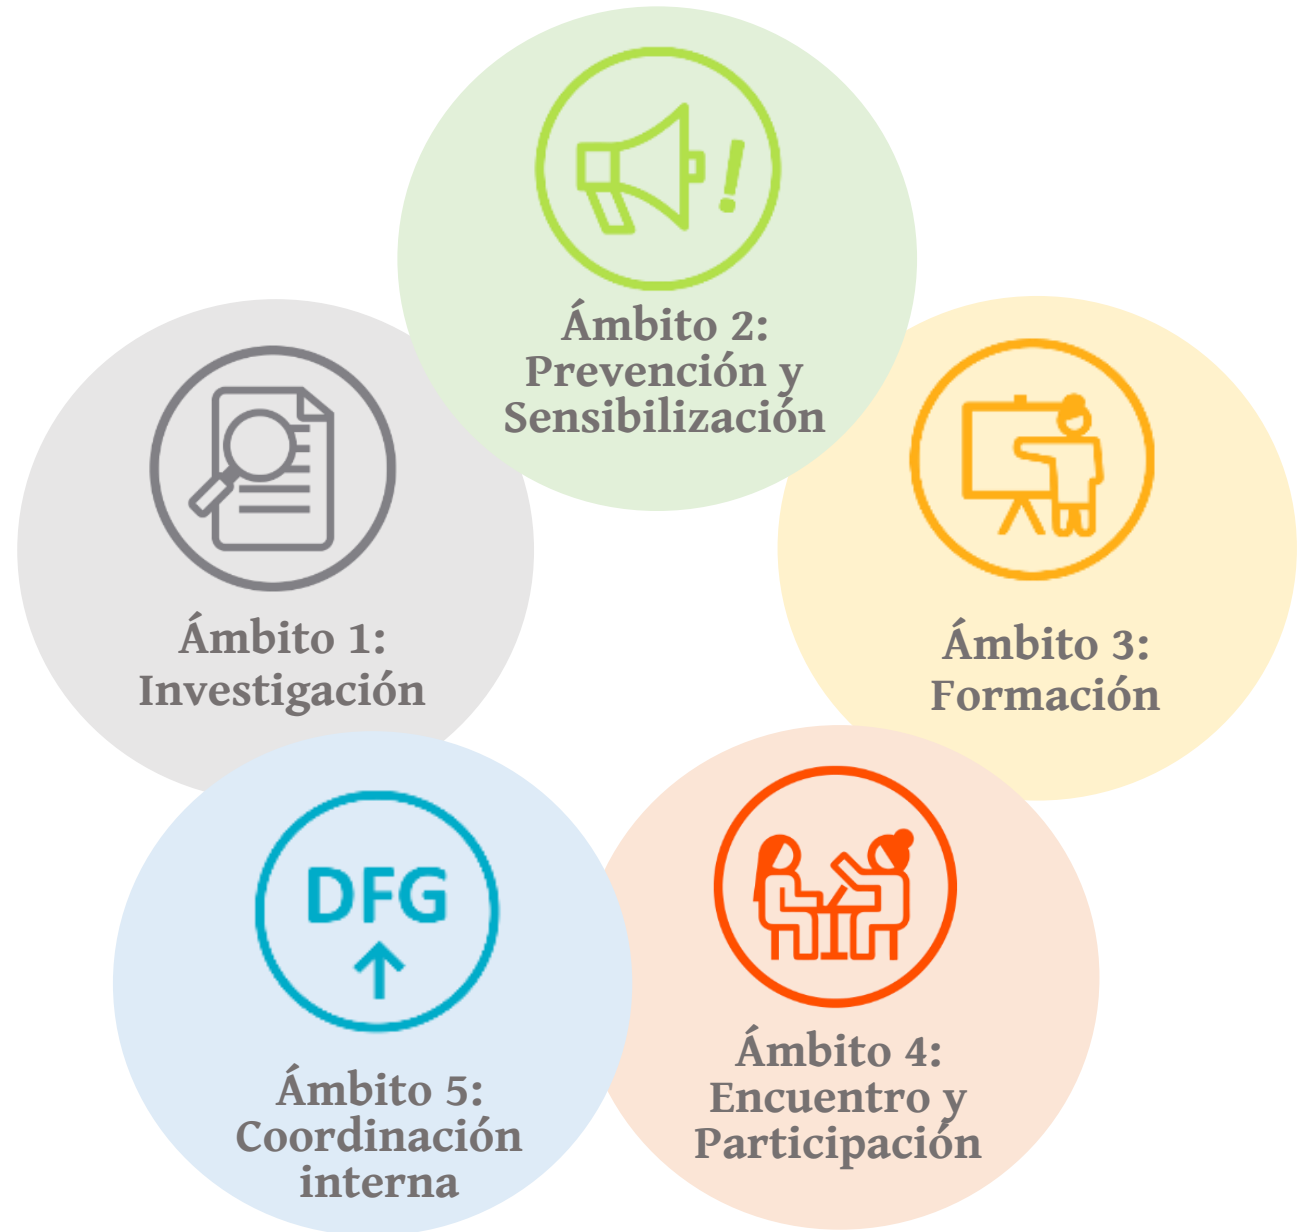 !
Ámbito 2:
Prevención y
Sensibilización
Ámbito 1:
Investigación
Ámbito 3:
Formación
DFG
Ámbito 5:
Coordinación
interna
Ámbito 4:
Encuentro y
Participación